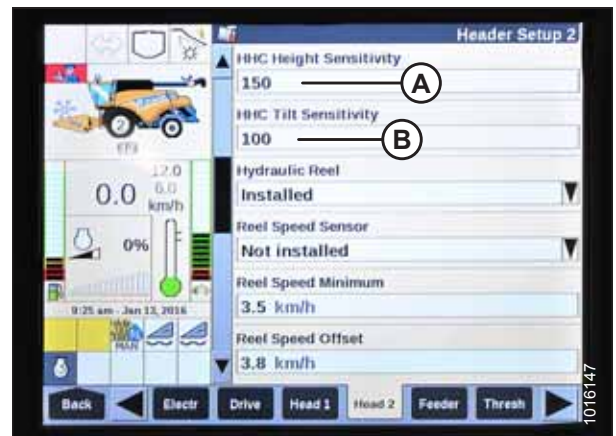 Header Setup 2
HHC Height Sensitivity
150
A
HHC Tilt Sensitivity
100
B
Hydraulic Reel
Installed
Reel Speed Sensor
Not installed
Reel Speed Minimum
3.5 km/h
Reel Speed Offset
3.8 km/h
2
12.0
6.0
0.0
km/h
0%
9:25 am - Jan 13, 2016
MAN
Back
Electr
Drive
Head 1
Head 2
Feeder
Thresh
1016147